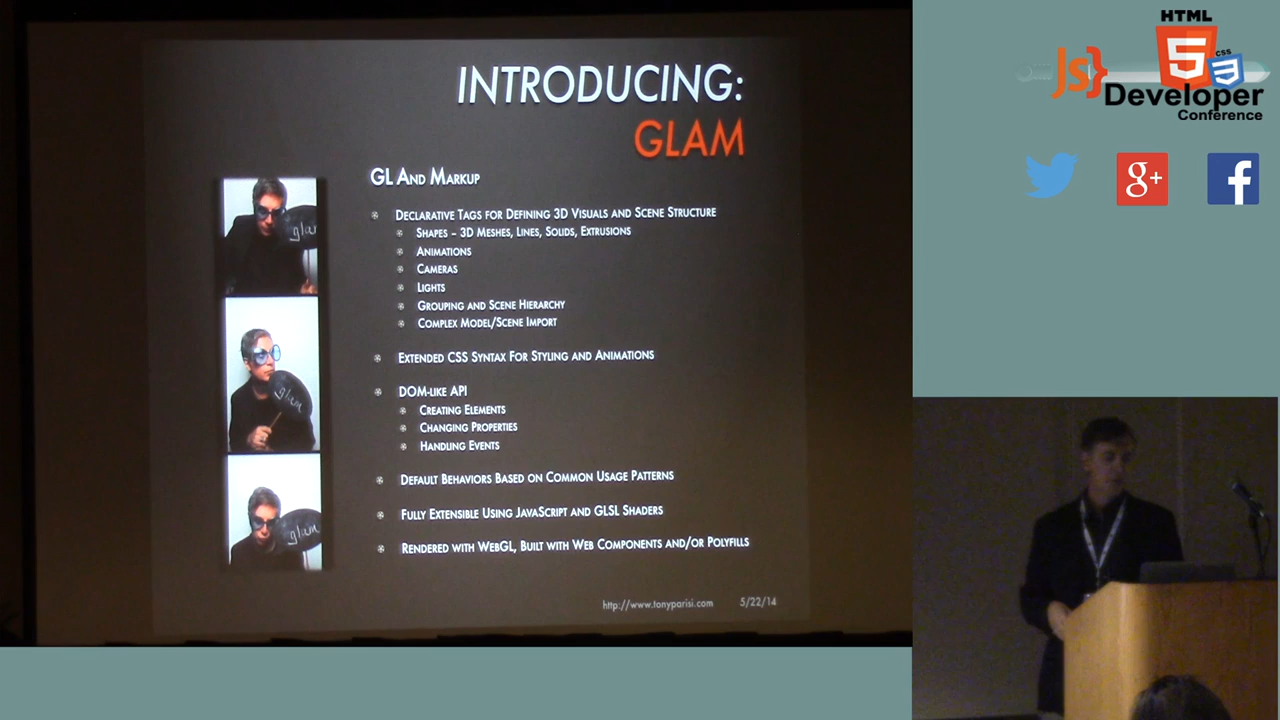 INTRODUCING:
GLAM
GL AND MARKUP
DECLARATIVE TAGS FOR DEFINING 3D VISUALS AND SCENE STRUCTURE
SHAPES – 3D MESHES, LINES, SOLIDS, EXTRUSIONS
ANIMATIONS
CAMERAS
LIGHTS
GROUPING AND SCENE HIERARCHY
COMPLEX MODEL/SCENE IMPORT
EXTENDED CSS SYNTAX FOR STYLING AND ANIMATIONS
DOM-LIKE API
CREATING ELEMENTS
CHANGING PROPERTIES
HANDLING EVENTS
DEFAULT BEHAVIORS BASED ON COMMON USAGE PATTERNS
FULLY EXTENSIBLE USING JAVASCRIPT AND GLSL SHADERS
RENDERED WITH WEBGL, BUILT WITH WEB COMPONENTS AND/OR POLYFILLS
http://www.tonyparisi.com 5/22/14
glam
glam
glam
HTML
JS} 5 css 3
Developer
Conference
g+ f